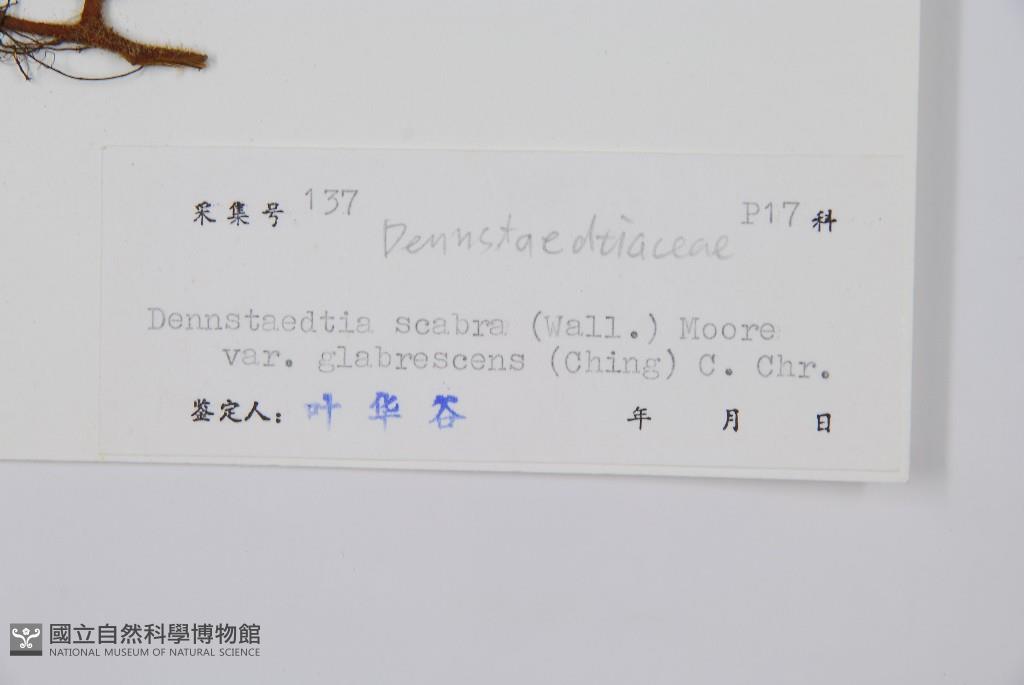 采集号 137 P17 科
Dennstaedtiaceae
Dennstaedtia scabra (Wall.) Moore
var. glabrescens (Ching) C. Chr.
鉴定人: 叶华谷 年 月 日
國立自然科學博物館
NATIONAL MUSEUM OF NATURAL SCIENCE